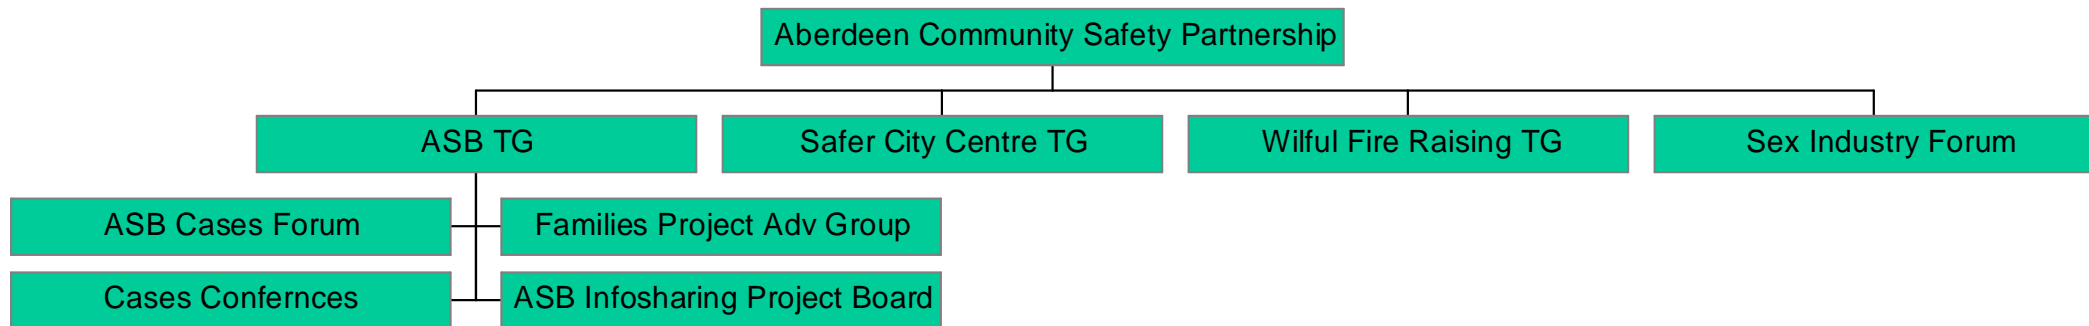 Aberdeen Community Safety Partnership
ASB TG
Safer City Centre TG
Wilful Fire Raising TG
Sex Industry Forum
ASB Cases Forum
Families Project Adv Group
Cases Confernces
ASB Infosharing Project Board